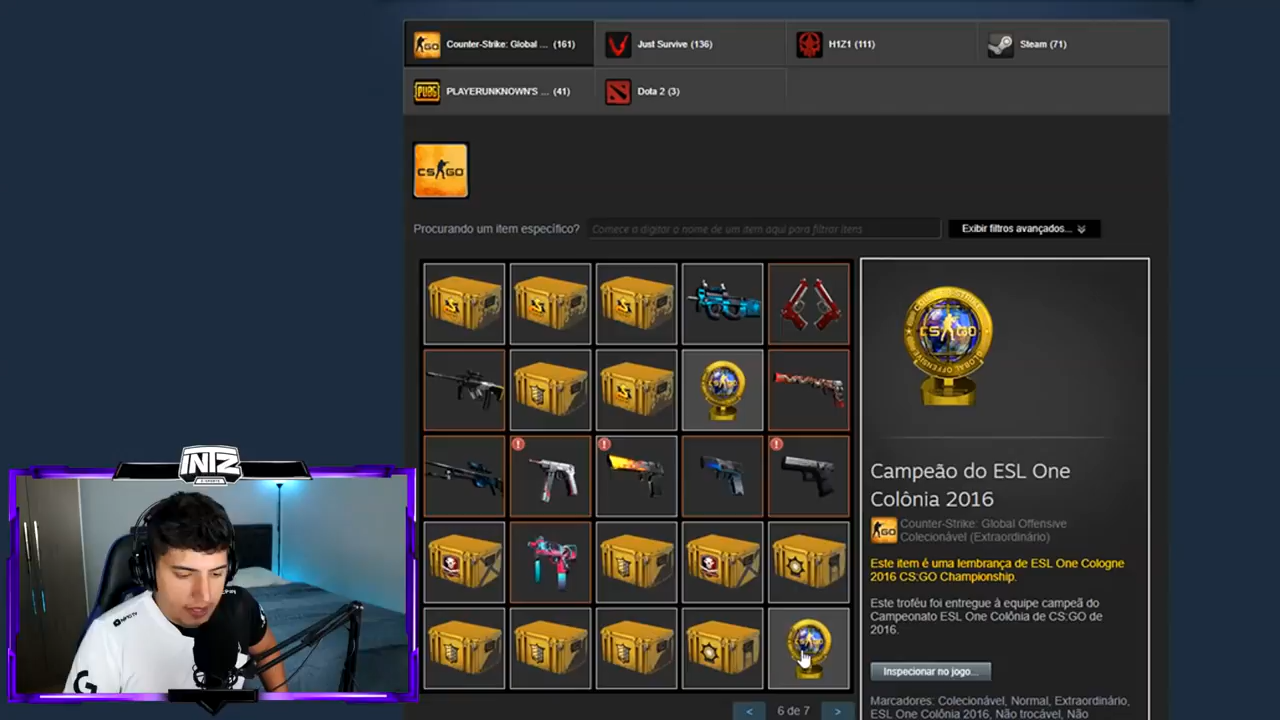 Counter-Strike: Global ... (161)
Just Survive (136)
H1Z1 (111)
Steam (71)
PLAYERUNKNOWN'S ... (41)
Dota 2 (3)
CS GO
Procurando um item específico?
Comece a digitar o nome de um item aqui para filtrar itens
Exibir filtros avançados...
Campeão do ESL One
Colônia 2016
Counter-Strike: Global Offensive
Colecionável (Extraordinário)
Este item é uma lembrança de ESL One Cologne
2016 CS:GO Championship.
Este troféu foi entregue à equipe campeã do
Campeonato ESL One Colônia de CS:GO de
2016.
Inspecionar no jogo...
Marcadores: Colecionável, Normal, Extraordinário,
ESL One Colônia 2016, Não trocável, Não
< 6 de 7 >
INTZ